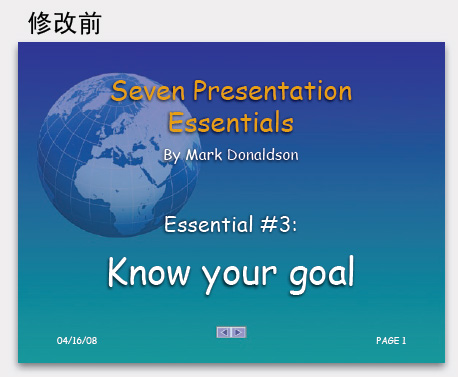 修改前
Seven Presentation
Essentials
By Mark Donaldson
Essential #3:
Know your goal
04/16/08
PAGE 1